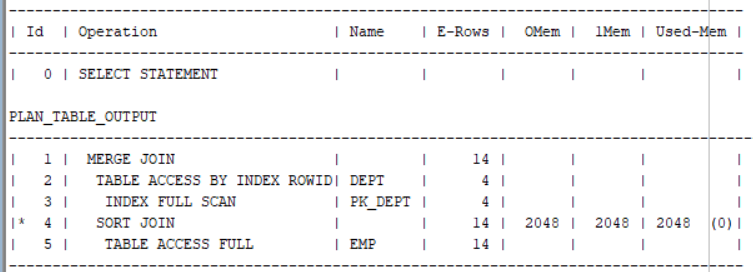 --------------------------------------------------------------------------------
| Id  | Operation                    | Name    | E-Rows |  OMem |  1Mem | Used-Mem |
--------------------------------------------------------------------------------
|   0 | SELECT STATEMENT             |         |        |       |       |          |
PLAN_TABLE_OUTPUT
--------------------------------------------------------------------------------
|   1 |  MERGE JOIN                  |         |     14 |       |       |          |
|   2 |   TABLE ACCESS BY INDEX ROWID| DEPT    |      4 |       |       |          |
|   3 |    INDEX FULL SCAN           | PK_DEPT |      4 |       |       |          |
|*  4 |   SORT JOIN                  |         |     14 |  2048 |  2048 | 2048  (0)|
|   5 |    TABLE ACCESS FULL         | EMP     |     14 |       |       |          |
--------------------------------------------------------------------------------